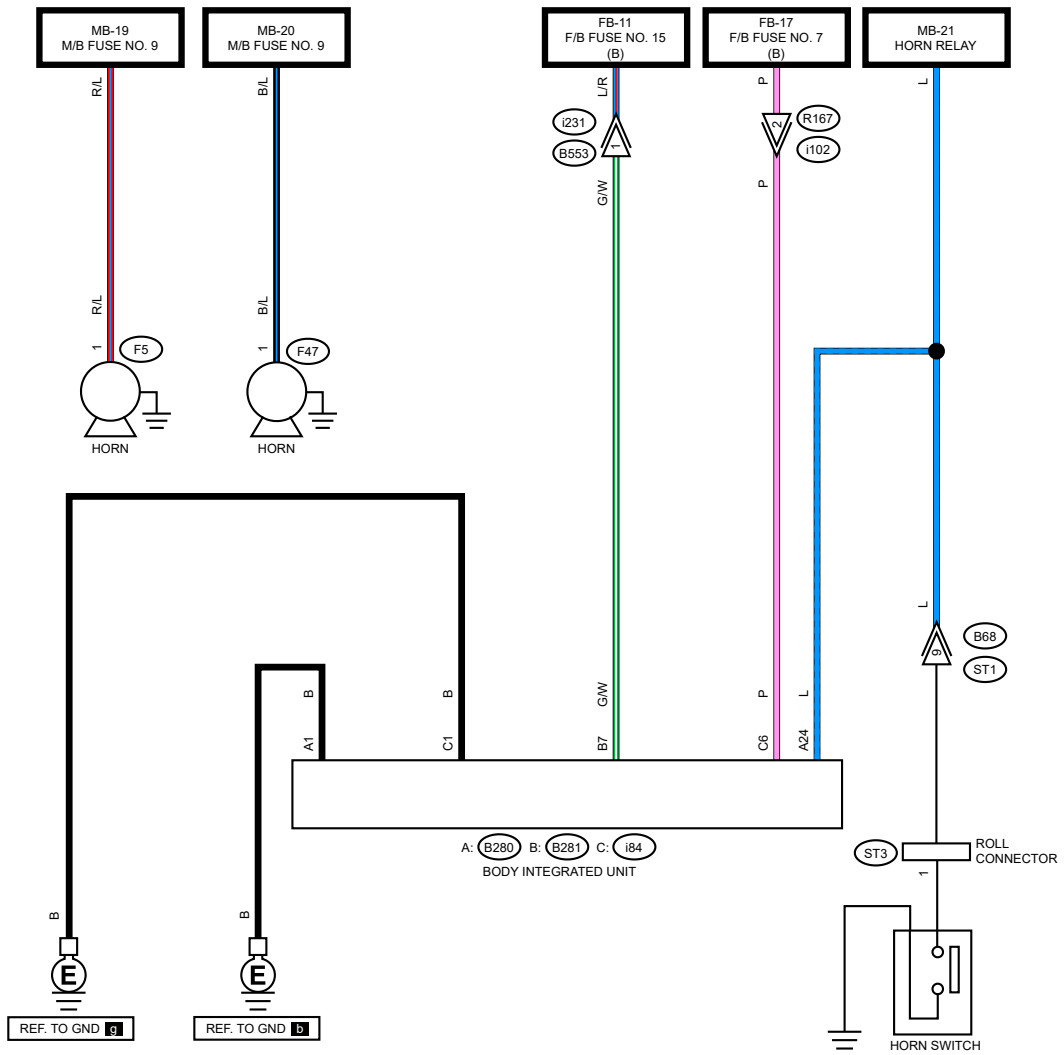 MB-19
M/B FUSE NO. 9
MB-20
M/B FUSE NO. 9
FB-11
F/B FUSE NO. 15
(B)
FB-17
F/B FUSE NO. 7
(B)
MB-21
HORN RELAY
R/L
B/L
L/R
P
L
i231
B553
1
2
R167
i102
G/W
P
R/L
B/L
1
F5
1
F47
HORN
HORN
L
B68
ST1
9
B
B
G/W
P
L
A1
C1
B7
C6
A24
A: B280 B: B281 C: i84
BODY INTEGRATED UNIT
ST3
ROLL
CONNECTOR
1
B
B
E
E
REF. TO GND g
REF. TO GND b
HORN SWITCH